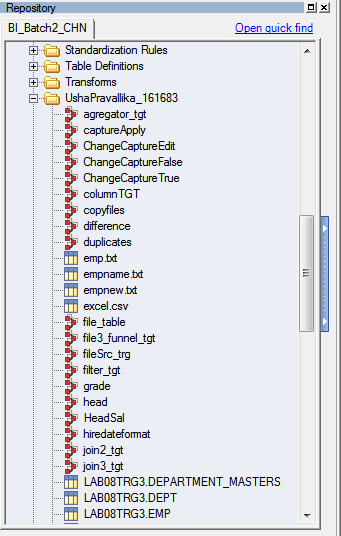 Repository
BI_Batch2_CHN
Open quick find
Standardization Rules
Table Definitions
Transforms
UshaPravallika_161683
agregator_tgt
captureApply
ChangeCaptureEdit
ChangeCaptureFalse
ChangeCaptureTrue
columnTGT
copyfiles
difference
duplicates
emp.txt
empname.txt
empnew.txt
excel.csv
file_table
file3_funnel_tgt
fileSrc_trg
filter_tgt
grade
head
HeadSal
hiredateformat
join2_tgt
join3_tgt
LAB08TRG3.DEPARTMENT_MASTERS
LAB08TRG3.DEPT
LAB08TRG3.EMP